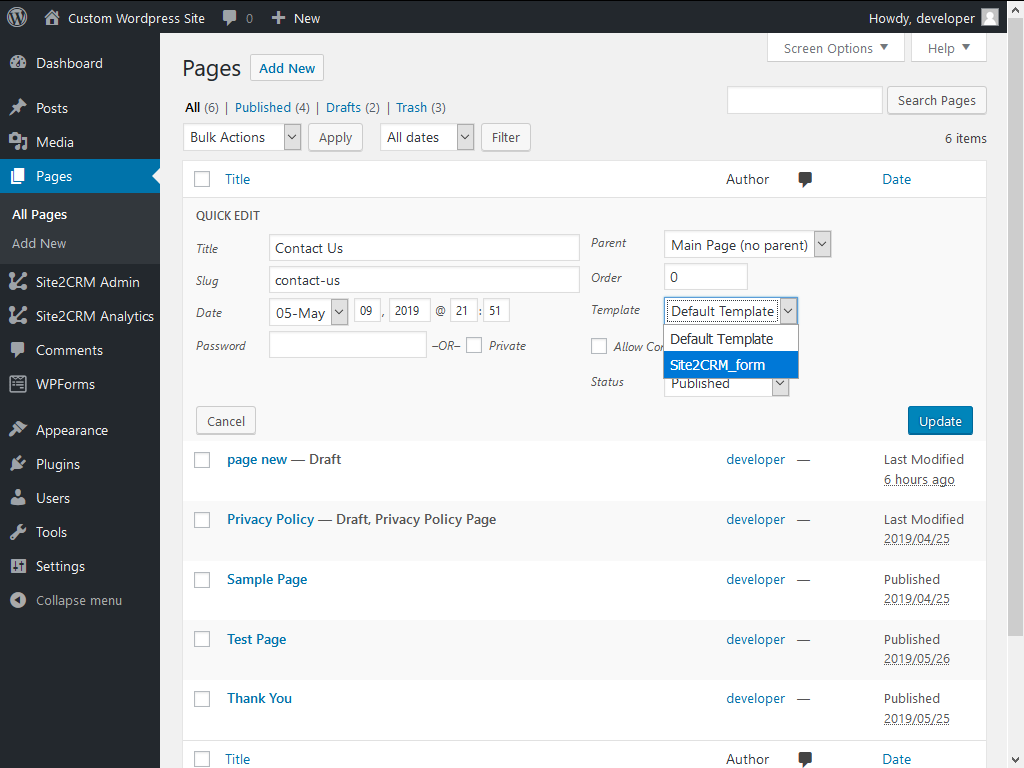 Custom Wordpress Site 0 New Howdy, developer
Screen Options Help
Dashboard
Posts
Media
Pages
All Pages
Add New
Site2CRM Admin
Site2CRM Analytics
Comments
WPForms
Appearance
Plugins
Users
Tools
Settings
Collapse menu
Pages Add New
All (6) | Published (4) | Drafts (2) | Trash (3)
Search Pages
Bulk Actions Apply All dates Filter 6 items
Title Author Date
QUICK EDIT
Title Contact Us
Slug contact-us
Date 05-May 09 , 2019 @ 21 : 51
Password –OR– Private
Parent Main Page (no parent)
Order 0
Template Default Template
Default Template
Site2CRM_form
Allow Co
Status Published
Cancel Update
page new — Draft developer — Last Modified
6 hours ago
Privacy Policy — Draft, Privacy Policy Page developer — Last Modified
2019/04/25
Sample Page developer — Published
2019/04/25
Test Page developer — Published
2019/05/26
Thank You developer — Published
2019/05/25
Title Author Date